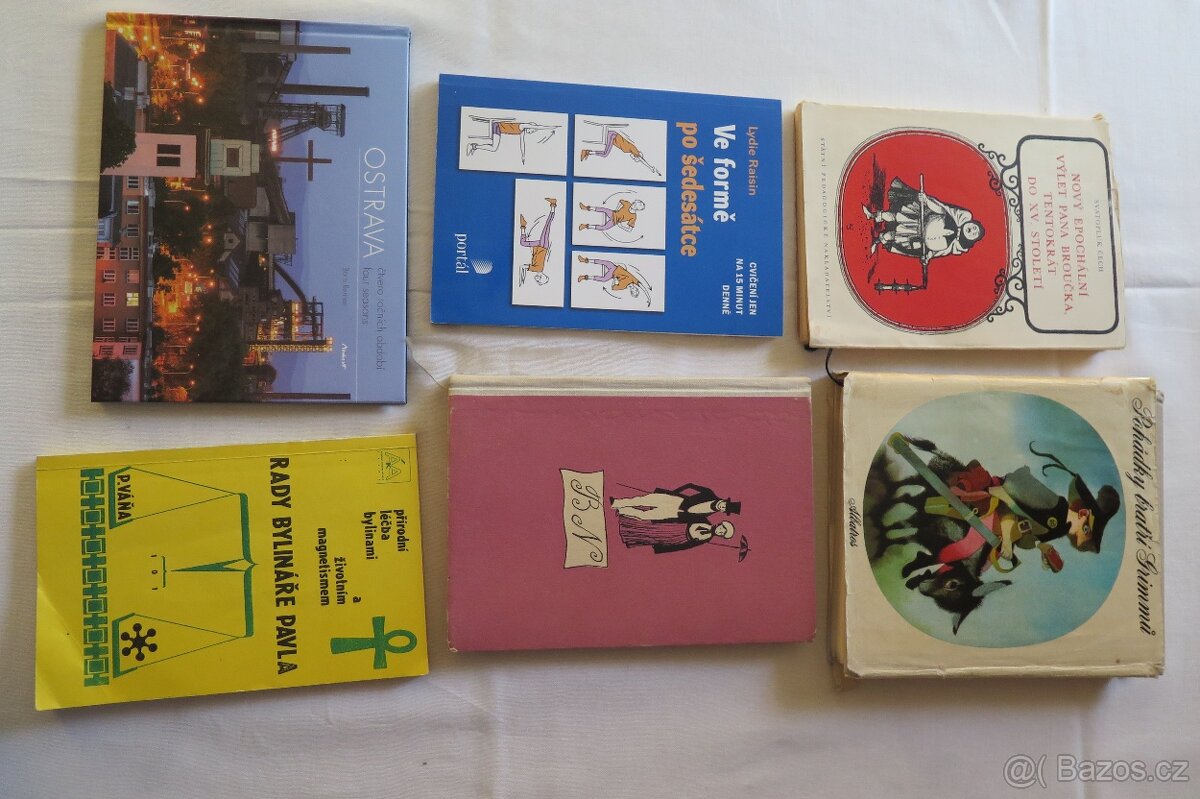 OSTRAVA
čtvero ročních období
four seasons
Lydie Raisin
Ve formě
po šedesátce
CVIČENÍ JEN
NA 15 MINUT
DENNĚ
portál
SVATOPLUK ČECH
NOVÝ EPOCHÁLNÍ
VÝLET PANA BROUČKA,
TENTOKRÁT
DO XV. STOLETÍ
STÁTNÍ PEDAGOGICKÉ NAKLADATELSTVÍ
P. VÁŇA
RADY BYLINÁŘE PAVLA
přírodní
léčba
bylinami
a
životním
magnetismem
BN
Pohádky bratří Grimmů
Albatros
@( Bazos.cz